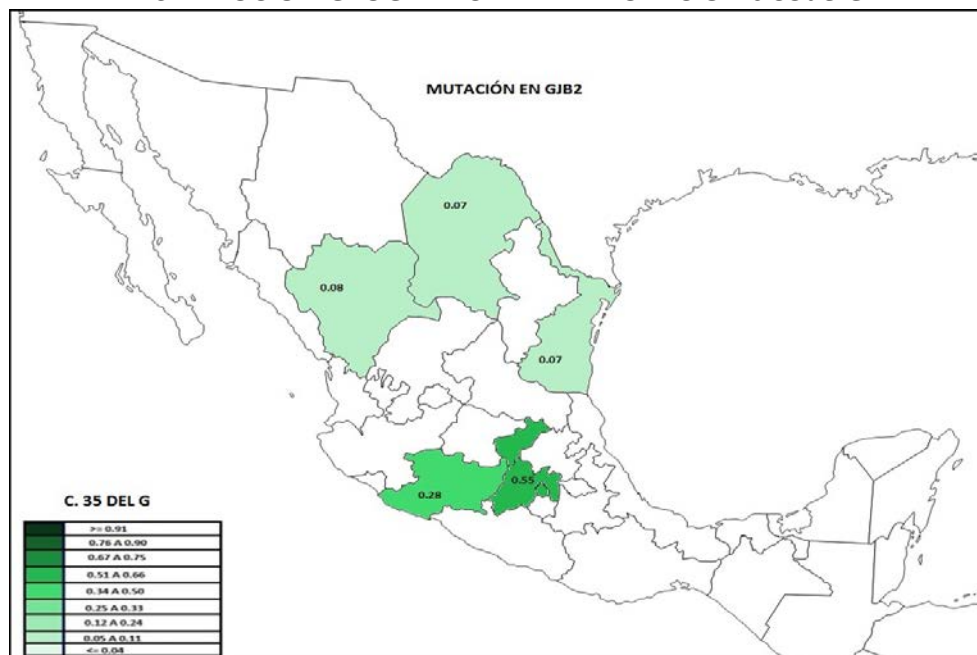 MUTACIÓN EN GJB2
0.07
0.08
0.07
0.55
0.28
C. 35 DEL G
>= 0.91
0.76 A 0.90
0.67 A 0.75
0.51 A 0.66
0.34 A 0.50
0.25 A 0.33
0.12 A 0.24
0.05 A 0.11
<= 0.04